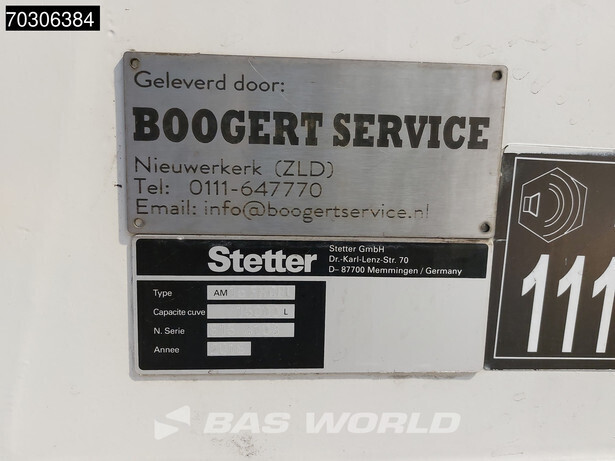 70306384
Geleverd door:
BOOGERT SERVICE
Nieuwerkerk (ZLD)
Tel: 0111-647770
Email: info@boogertservice.nl
Stetter
Stetter GmbH
Dr.-Karl-Lenz-Str. 70
D- 87700 Memmingen / Germany
Type AM
Capacite cuve L
N. Serie
Annee
111
BAS WORLD